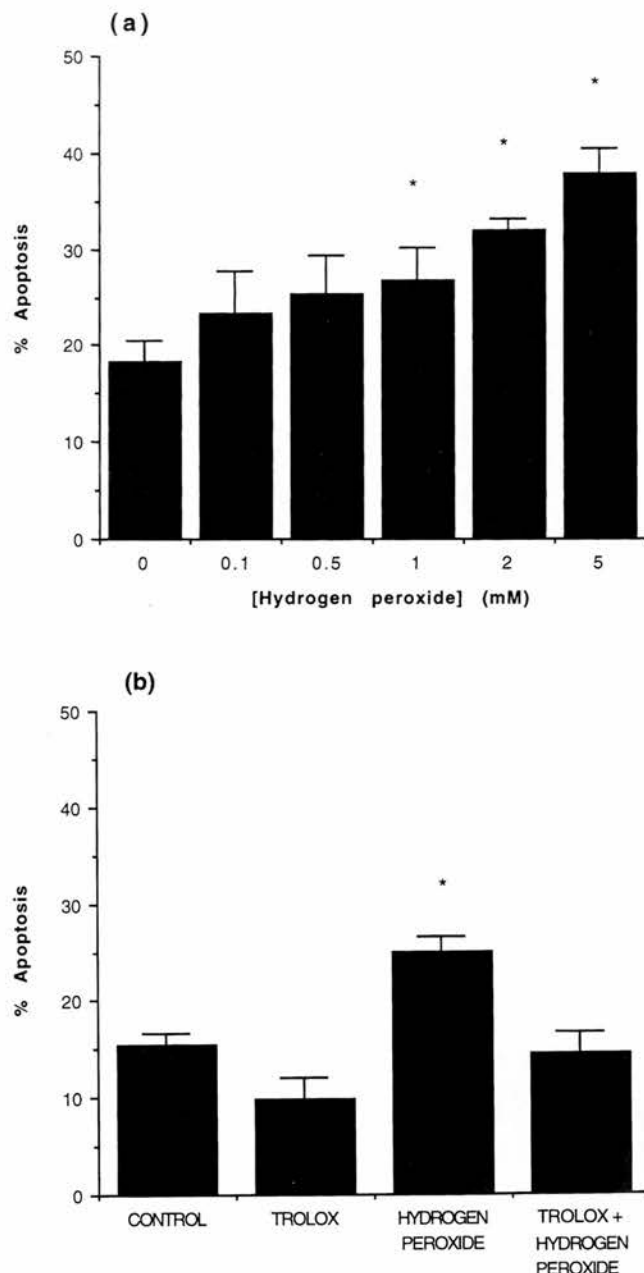 (a)
50
40
30
20
10
0
% Apoptosis
*
*
*
0 0.1 0.5 1 2 5
[Hydrogen peroxide] (mM)
(b)
50
40
30
20
10
0
% Apoptosis
*
CONTROL TROLOX HYDROGEN TROLOX +
PEROXIDE HYDROGEN
PEROXIDE